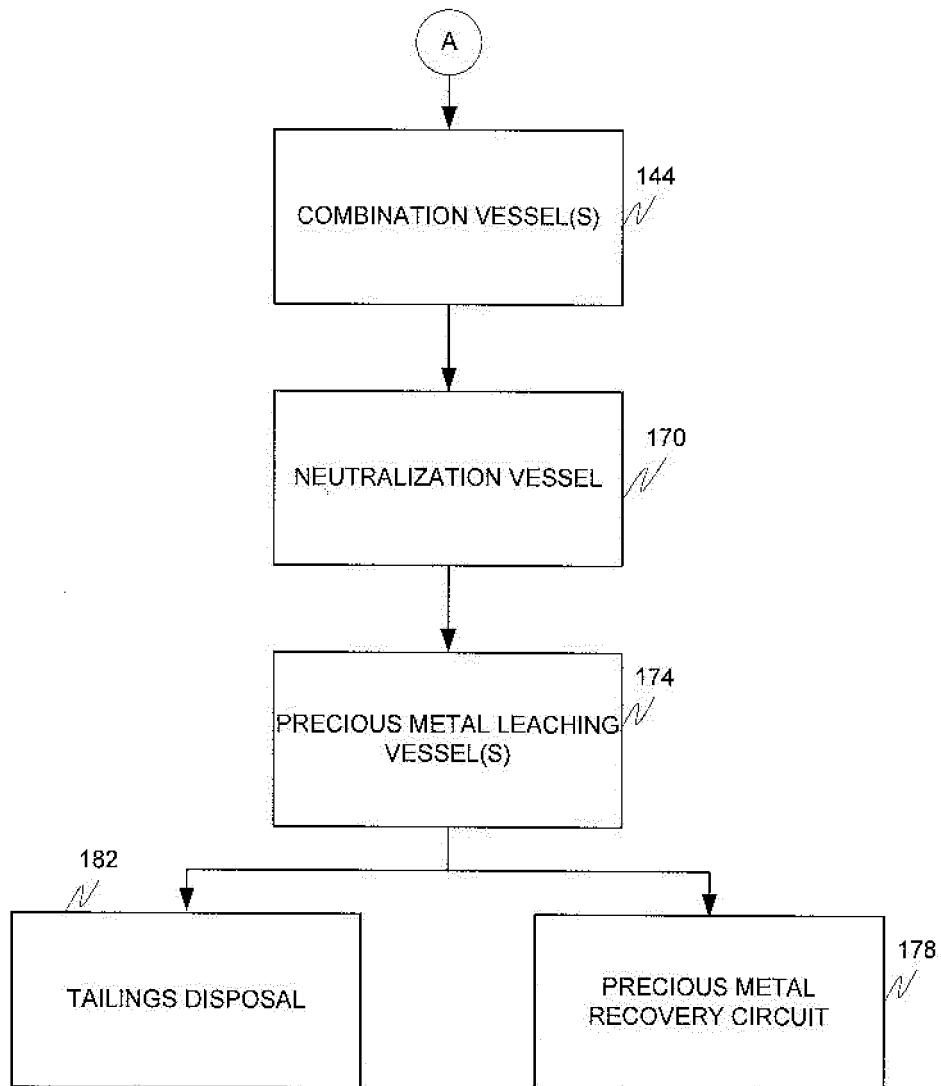 A
144
COMBINATION VESSEL(S)
170
NEUTRALIZATION VESSEL
174
PRECIOUS METAL LEACHING
VESSEL(S)
182
TAILINGS DISPOSAL
178
PRECIOUS METAL
RECOVERY CIRCUIT